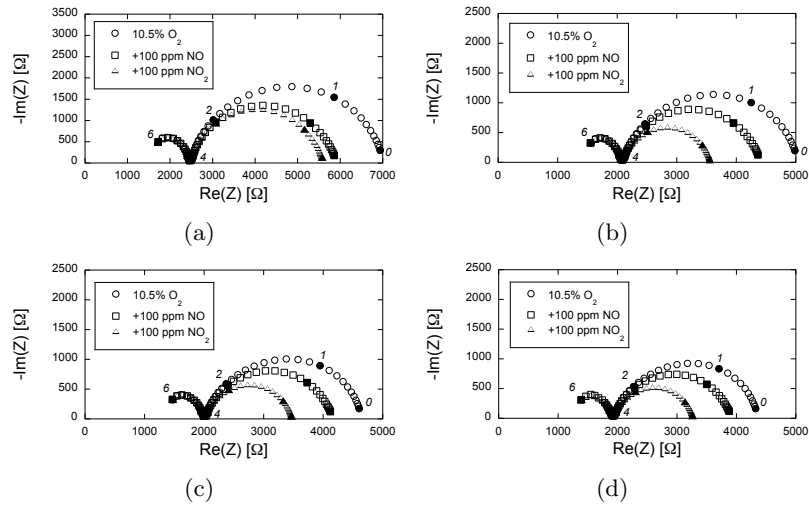 3500
3000
2500
2000
1500
1000
500
0
-Im(Z) [Ω]
10.5% O2
+100 ppm NO
+100 ppm NO2
6
4
2
1
0
0 1000 2000 3000 4000 5000 6000 7000
Re(Z) [Ω]
(a)
2500
2000
1500
1000
500
0
-Im(Z) [Ω]
10.5% O2
+100 ppm NO
+100 ppm NO2
6
4
2
1
0
0 1000 2000 3000 4000 5000
Re(Z) [Ω]
(b)
2500
2000
1500
1000
500
0
-Im(Z) [Ω]
10.5% O2
+100 ppm NO
+100 ppm NO2
6
4
2
1
0
0 1000 2000 3000 4000 5000
Re(Z) [Ω]
(c)
2500
2000
1500
1000
500
0
-Im(Z) [Ω]
10.5% O2
+100 ppm NO
+100 ppm NO2
6
4
2
1
0
0 1000 2000 3000 4000 5000
Re(Z) [Ω]
(d)